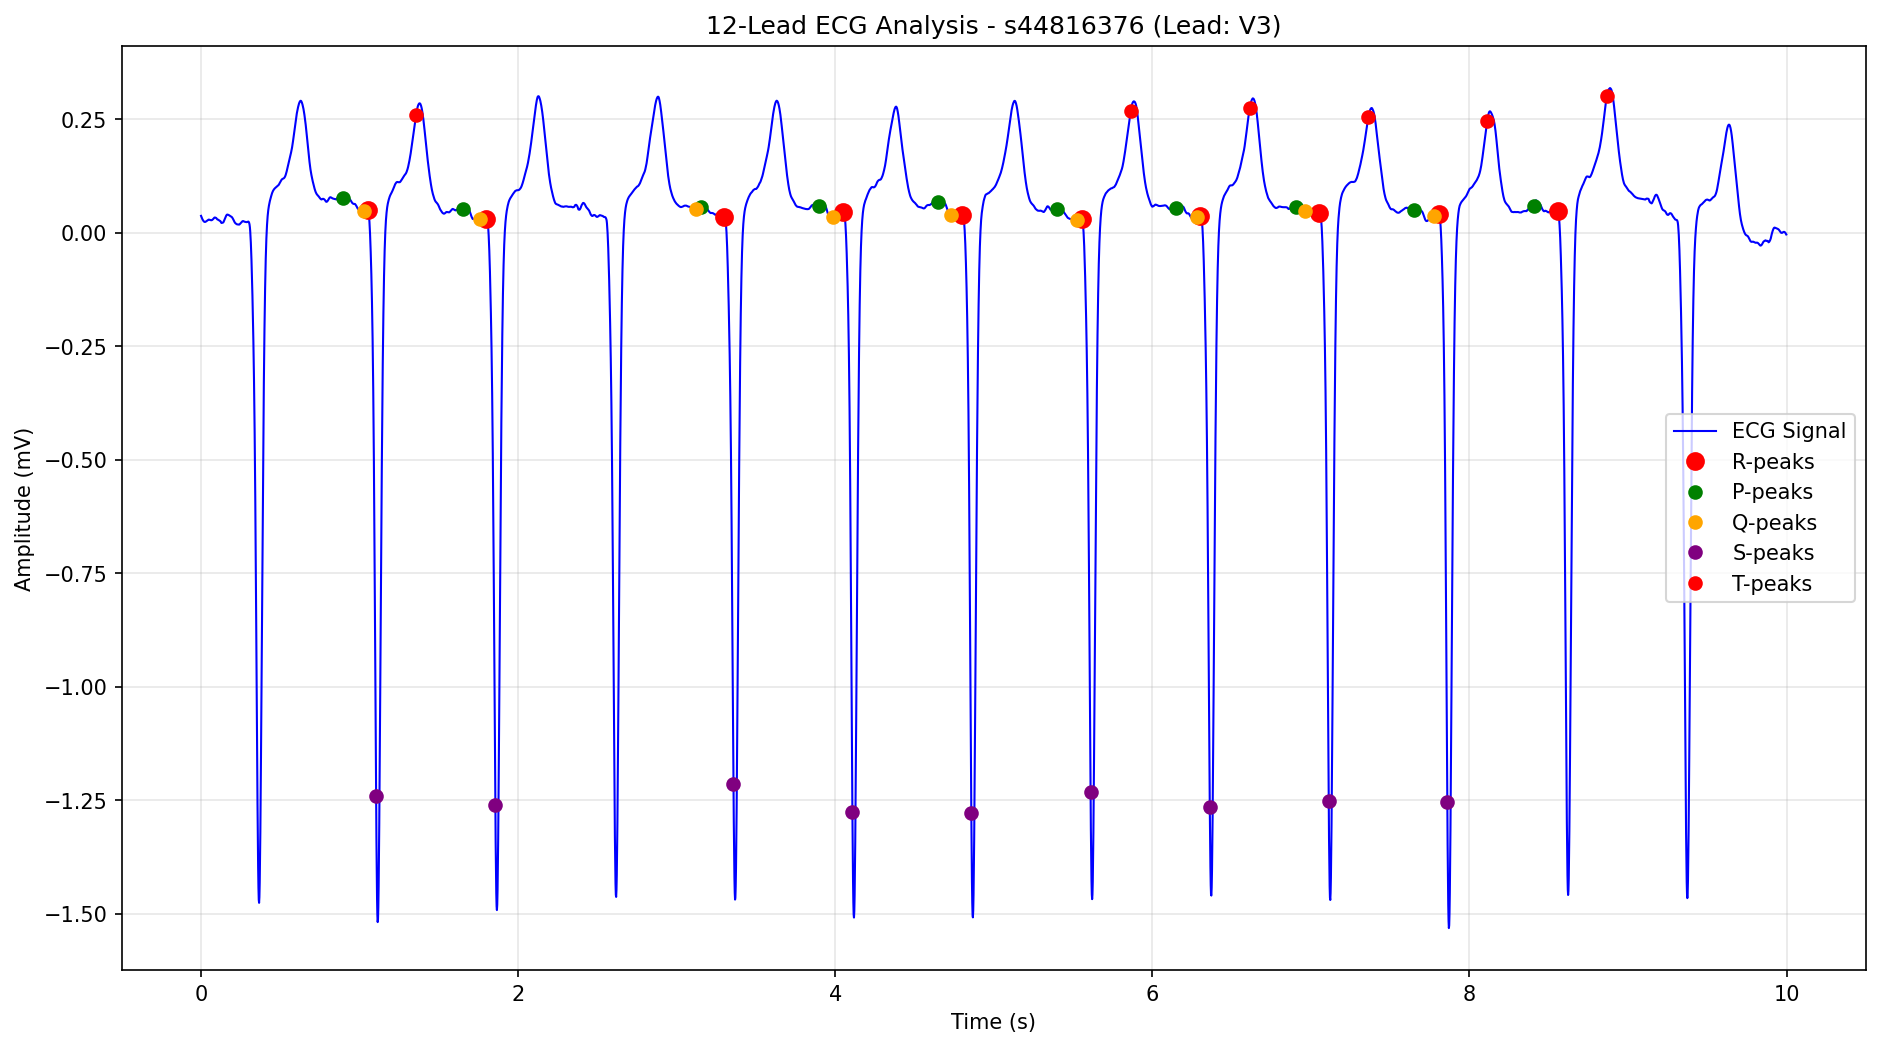 12-Lead ECG Analysis - s44816376 (Lead: V3)
0.25
0.00
−0.25
−0.50
−0.75
−1.00
−1.25
−1.50
Amplitude (mV)
ECG Signal
R-peaks
P-peaks
Q-peaks
S-peaks
T-peaks
0 2 4 6 8 10
Time (s)